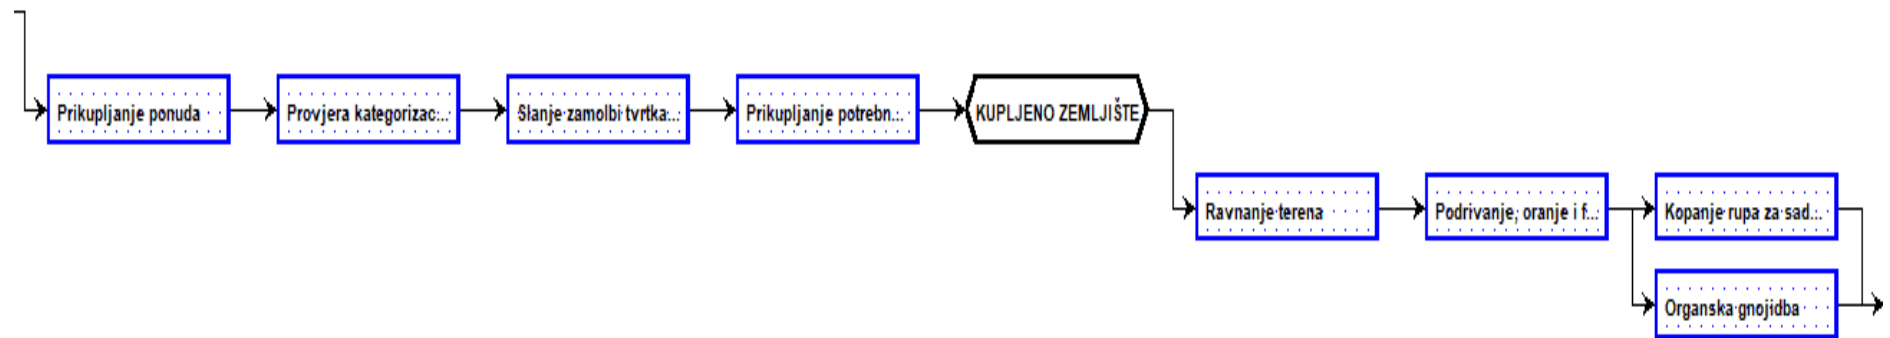 Prikupljanje ponuda
Provjera kategorizac...
Slanje zamolbi tvrtka...
Prikupljanje potrebn...
KUPLJENO ZEMLJIŠTE
Ravnanje terena
Podrivanje, oranje i f...
Kopanje rupa za sad...
Organska gnojidba